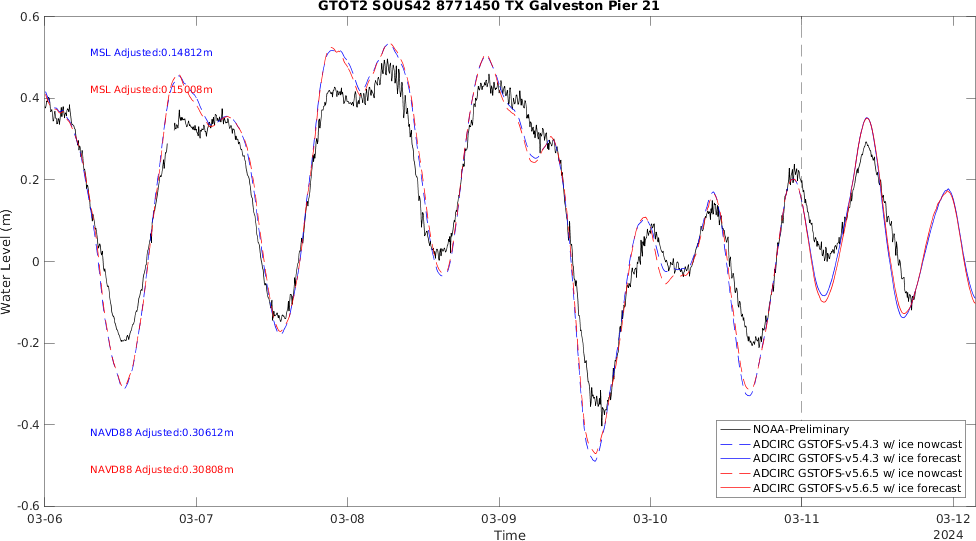 GTOT2 SOUS42 8771450 TX Galveston Pier 21
0.6
0.4
0.2
0
-0.2
-0.4
-0.6
Water Level (m)
MSL Adjusted:0.14812m
MSL Adjusted:0.15008m
NAVD88 Adjusted:0.30612m
NAVD88 Adjusted:0.30808m
NOAA-Preliminary
ADCIRC GSTOFS-v5.4.3 w/ ice nowcast
ADCIRC GSTOFS-v5.4.3 w/ ice forecast
ADCIRC GSTOFS-v5.6.5 w/ ice nowcast
ADCIRC GSTOFS-v5.6.5 w/ ice forecast
03-06 03-07 03-08 03-09 03-10 03-11 03-12
2024
Time